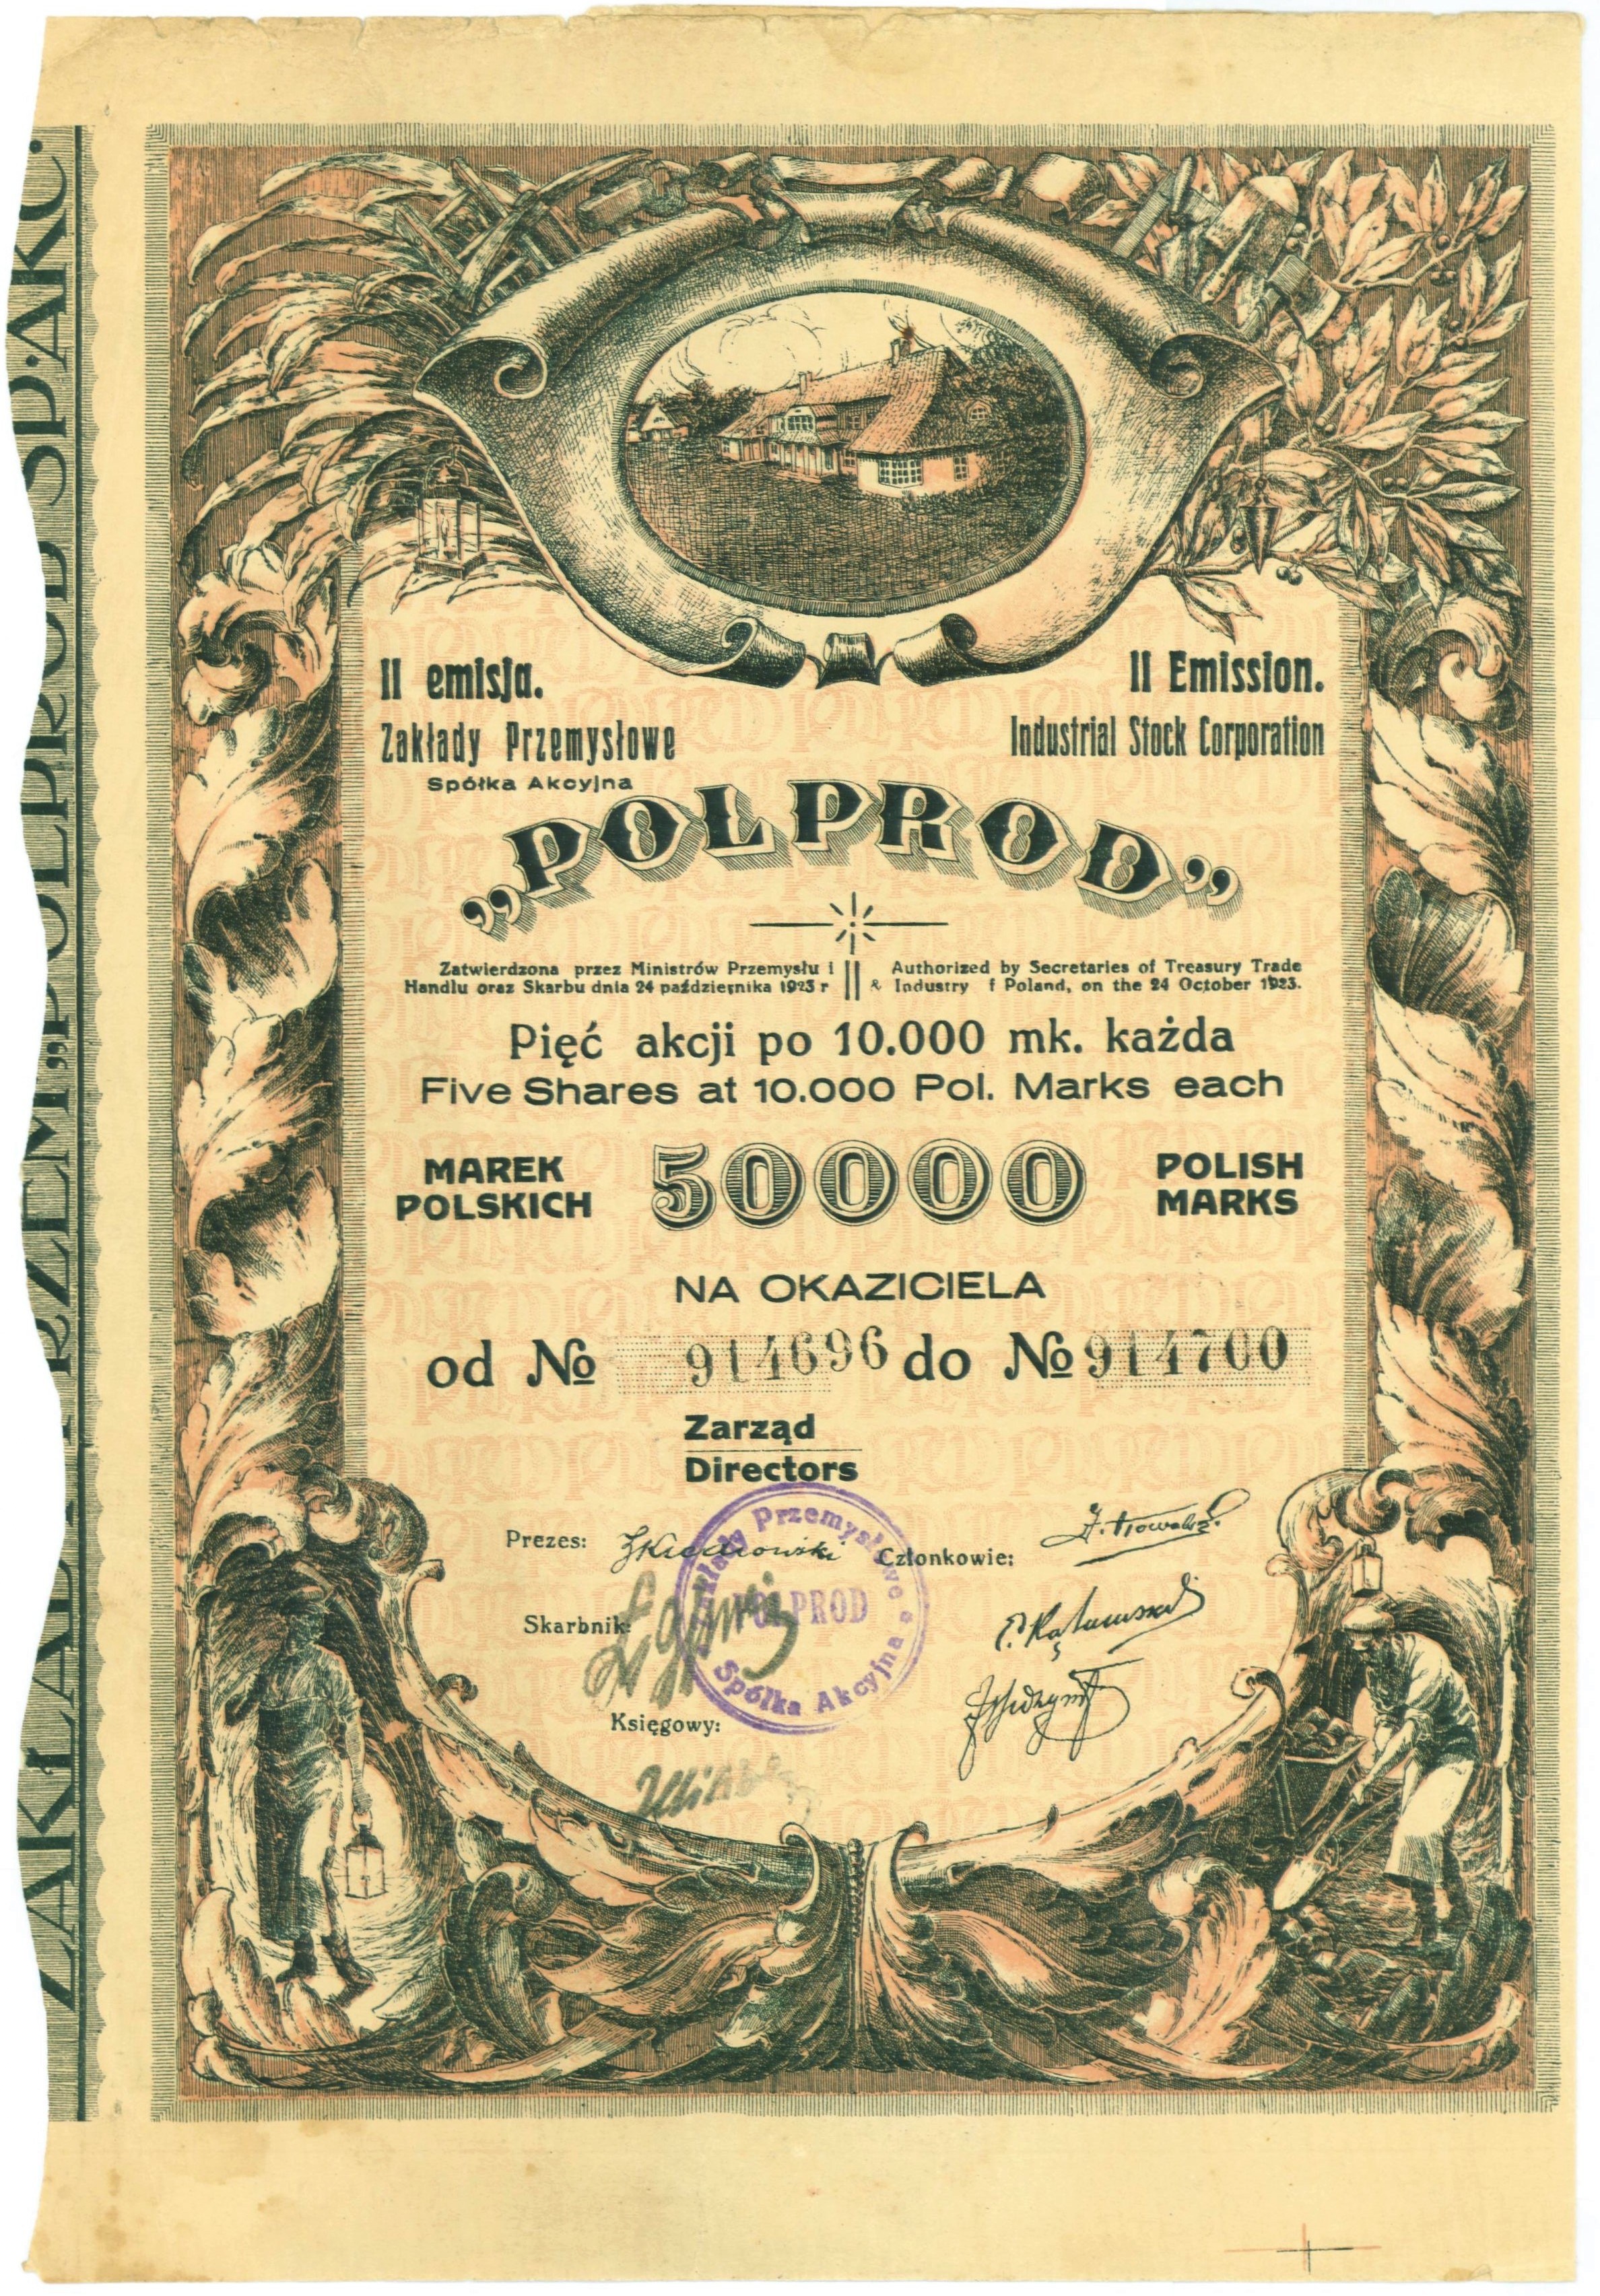 II emisja.
Zakłady Przemysłowe
Spółka Akcyjna
II Emission.
Industrial Stock Corporation
„POLPROD”
Zatwierdzona przez Ministrów Przemysłu i
Handlu oraz Skarbu dnia 24 października 1923 r
Authorized by Secretaries of Treasury Trade
& Industry f Poland, on the 24 October 1923.
Pięć akcji po 10.000 mk. każda
Five Shares at 10.000 Pol. Marks each
MAREK
POLSKICH
50000
POLISH
MARKS
NA OKAZICIELA
od No 914696 do No 914700
Zarząd
Directors
Prezes:
Członkowie:
Skarbnik:
Księgowy:
Zakłady Przemysłowe
POLPROD
Spółka Akcyjna
ZAKŁAD PRZEM „POLPROD” SP. AKC.